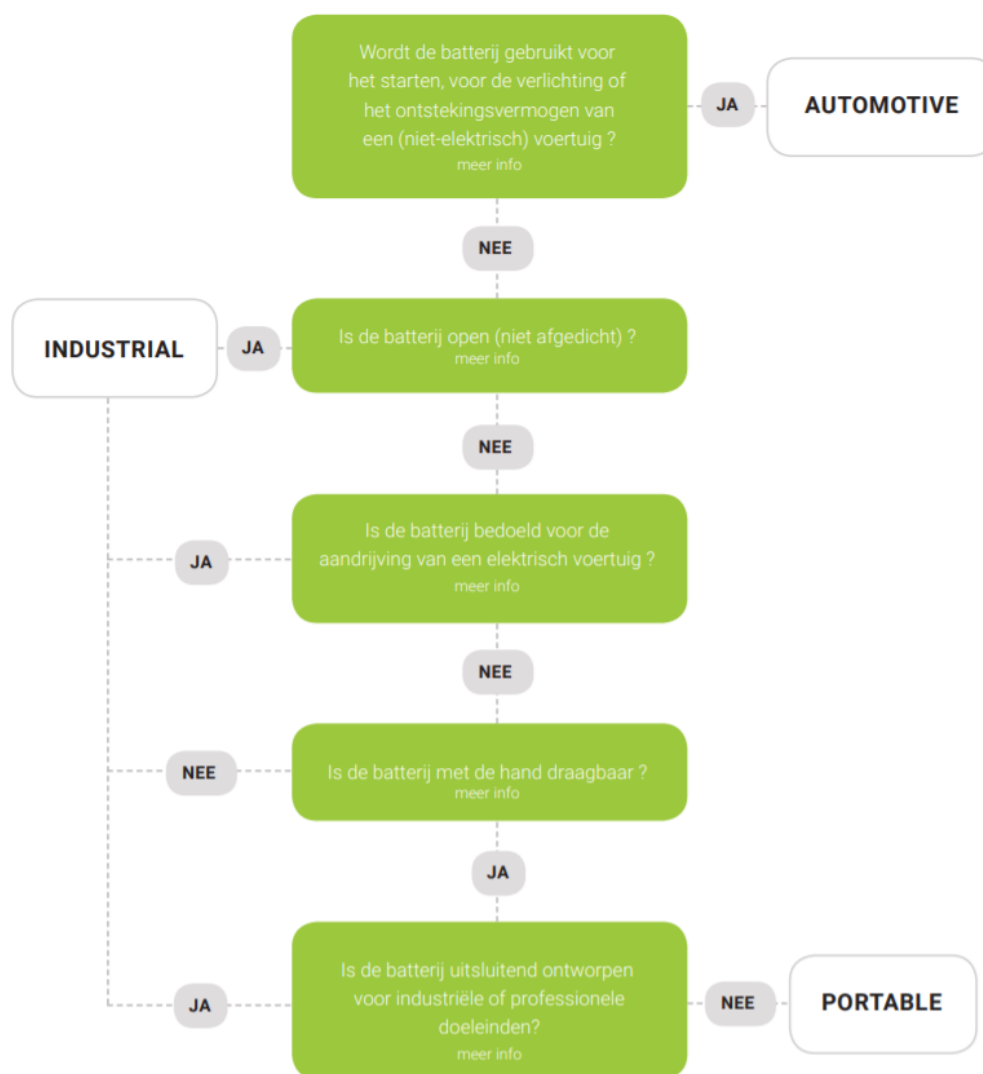 Wordt de batterij gebruikt voor
het starten, voor de verlichting of
het ontstekingsvermogen van
een (niet-elektrisch) voertuig ?
meer info
JA
AUTOMOTIVE
NEE
INDUSTRIAL
JA
Is de batterij open (niet afgedicht) ?
meer info
NEE
Is de batterij bedoeld voor de
aandrijving van een elektrisch voertuig ?
meer info
JA
NEE
Is de batterij met de hand draagbaar ?
meer info
NEE
JA
Is de batterij uitsluitend ontworpen
voor industriële of professionele
doeleinden?
meer info
JA
NEE
PORTABLE